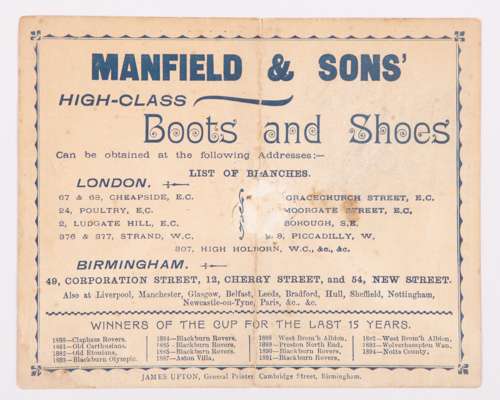 MANFIELD & SONS'
HIGH-CLASS
Boots and Shoes
Can be obtained at the following Addresses:—
LIST OF BRANCHES.
LONDON.
67 & 68, CHEAPSIDE, E.C. GRACECHURCH STREET, E.C.
24, POULTRY, E.C. MOORGATE STREET, E.C.
2, LUDGATE HILL, E.C. BOROUGH, S.E.
376 & 377, STRAND, W.C. PICCADILLY, W.
307, HIGH HOLBORN, W.C., &c., &c.
BIRMINGHAM.
49, CORPORATION STREET, 12, CHERRY STREET, and 54, NEW STREET.
Also at Liverpool, Manchester, Glasgow, Belfast, Leeds, Bradford, Hull, Sheffield, Nottingham,
Newcastle-on-Tyne, Paris, &c., &c.
WINNERS OF THE CUP FOR THE LAST 15 YEARS.
1880—Clapham Rovers. 1884—Blackburn Rovers. 1888—West Brom'h Albion. 1892—West Brom'h Albion.
1881—Old Carthusians. 1885—Blackburn Rovers. 1889—Preston North End. 1893—Wolverhampton Wan.
1882—Old Etonians. 1886—Blackburn Rovers. 1890—Blackburn Rovers. 1894—Notts County.
1883—Blackburn Olympic. 1887—Aston Villa. 1891—Blackburn Rovers.
JAMES UPTON, General Printer, Cambridge Street, Birmingham.